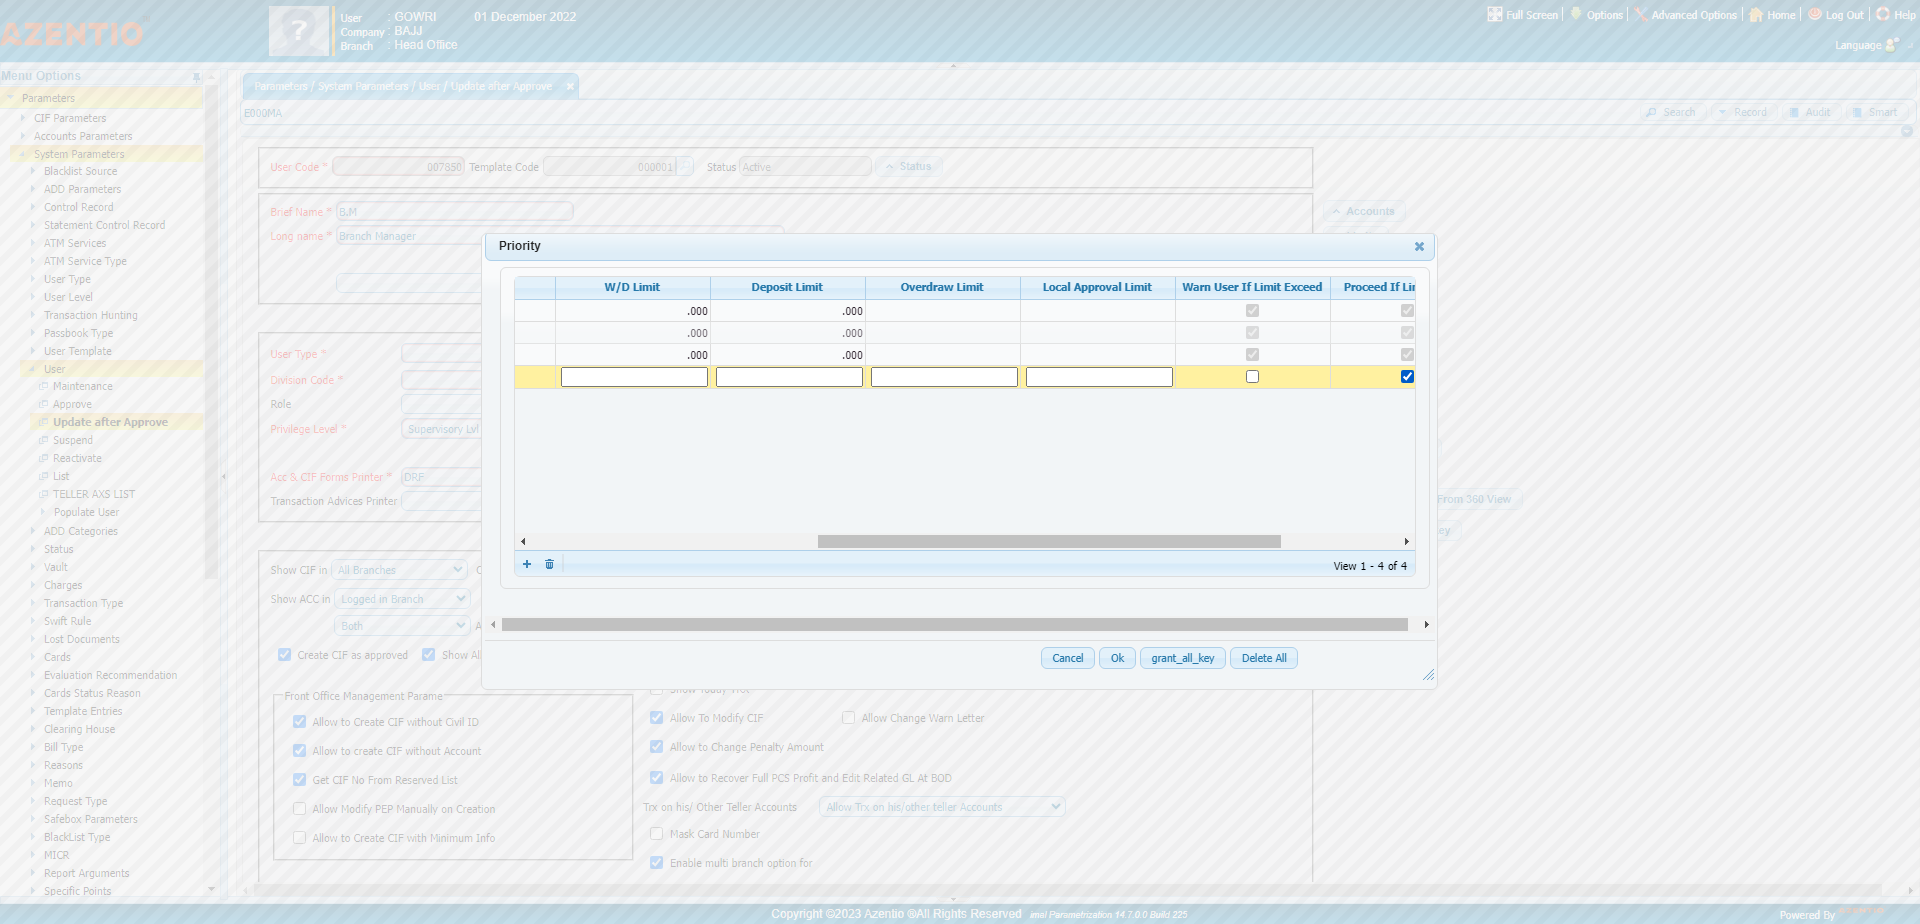 AZENTIO
?
User : GOWRI 01 December 2022
Company : BAJJ
Branch : Head Office
Full Screen Options Advanced Options Home Log Out Help
Language
Menu Options
Parameters
CIF Parameters
Accounts Parameters
System Parameters
Blacklist Source
ADD Parameters
Control Record
Statement Control Record
ATM Services
ATM Service Type
User Type
User Level
Transaction Hunting
Passbook Type
User Template
User
Maintenance
Approve
Update after Approve
Suspend
Reactivate
List
TELLER AXS LIST
Populate User
ADD Categories
Status
Vault
Charges
Transaction Type
Swift Rule
Lost Documents
Cards
Evaluation Recommendation
Cards Status Reason
Template Entries
Clearing House
Bill Type
Reasons
Memo
Request Type
Safebox Parameters
BlackList Type
MICR
Report Arguments
Specific Points
Parameters / System Parameters / User / Update after Approve
E000MA
Search Record Audit Smart
User Code * 007850 Template Code 000001 Status Active Status
Brief Name * B.M
Accounts
Long name * Branch Manager
User Type *
Division Code *
Role
Privilege Level * Supervisory Lvl
Acc & CIF Forms Printer * DRF
Transaction Advices Printer
From 360 View
ey
Show CIF in All Branches
Show ACC in Logged in Branch
Both A
Create CIF as approved Show All
Front Office Management Parame
Allow to Create CIF without Civil ID
Allow to create CIF without Account
Get CIF No From Reserved List
Allow Modify PEP Manually on Creation
Allow to Create CIF with Minimum Info
Show Today Trx
Allow To Modify CIF Allow Change Warn Letter
Allow to Change Penalty Amount
Allow to Recover Full PCS Profit and Edit Related GL At BOD
Trx on his/ Other Teller Accounts Allow Trx on his/other teller Accounts
Mask Card Number
Enable multi branch option for
Priority
W/D Limit Deposit Limit Overdraw Limit Local Approval Limit Warn User If Limit Exceed Proceed If Li
.000 .000
.000 .000
.000 .000
View 1 - 4 of 4
Cancel Ok grant_all_key Delete All
Copyright ©2023 Azentio ®All Rights Reserved imal Parametrization 14.7.0.0 Build 225
Powered By